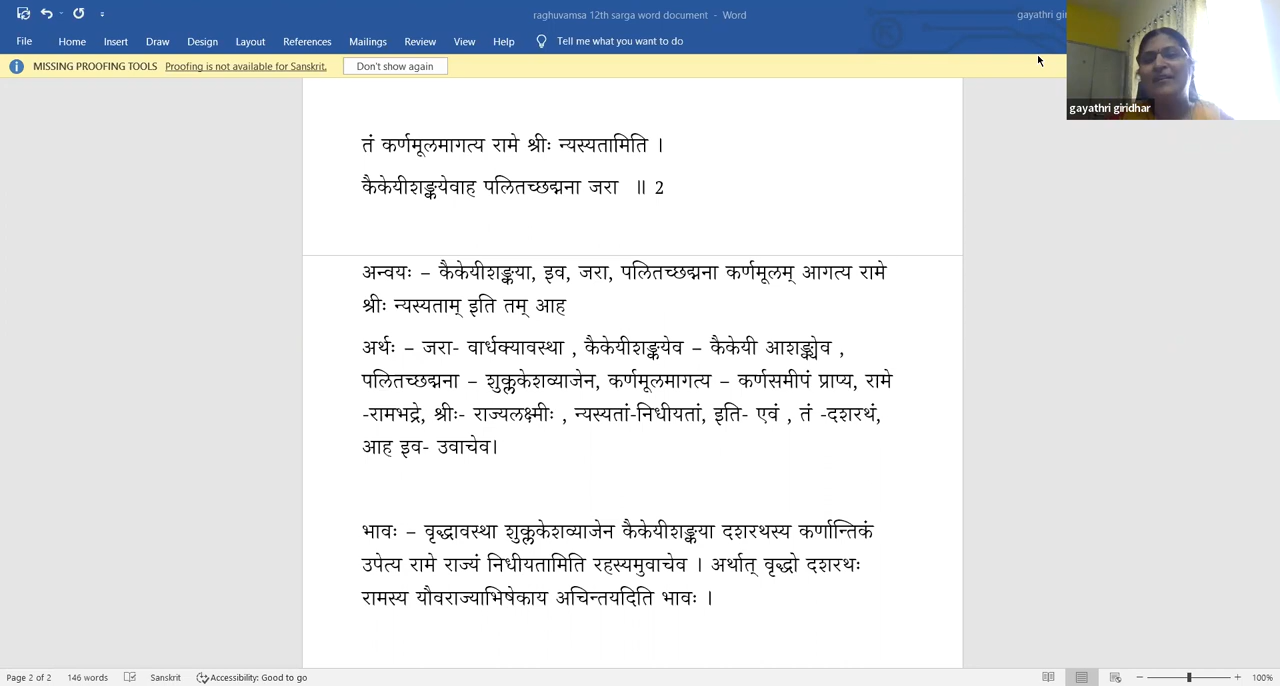 raghuvamsa 12th sarga word document - Word
gayathri gir
File Home Insert Draw Design Layout References Mailings Review View Help Tell me what you want to do
MISSING PROOFING TOOLS Proofing is not available for Sanskrit. Don't show again
gayathri giridhar
तं कर्णमूलमागत्य रामे श्रीः न्यस्यतामिति ।
कैकेयीशङ्कयेवाह पलितच्छद्मना जरा ॥ 2
अन्वयः – कैकेयीशङ्कया, इव, जरा, पलितच्छद्मना कर्णमूलम् आगत्य रामे
श्रीः न्यस्यताम् इति तम् आह
अर्थः – जरा- वार्धक्यावस्था , कैकेयीशङ्कयेव – कैकेयी आशङ्क्येव ,
पलितच्छद्मना – शुक्लकेशव्याजेन, कर्णमूलमागत्य – कर्णसमीपं प्राप्य, रामे
-रामभद्रे, श्रीः- राज्यलक्ष्मीः , न्यस्यतां-निधीयतां, इति- एवं , तं -दशरथं,
आह इव- उवाचेव।
भावः – वृद्धावस्था शुक्लकेशव्याजेन कैकेयीशङ्कया दशरथस्य कर्णान्तिकं
उपेत्य रामे राज्यं निधीयतामिति रहस्यमुवाचेव । अर्थात् वृद्धो दशरथः
रामस्य यौवराज्याभिषेकाय अचिन्तयदिति भावः ।
Page 2 of 2 146 words Sanskrit Accessibility: Good to go 100%